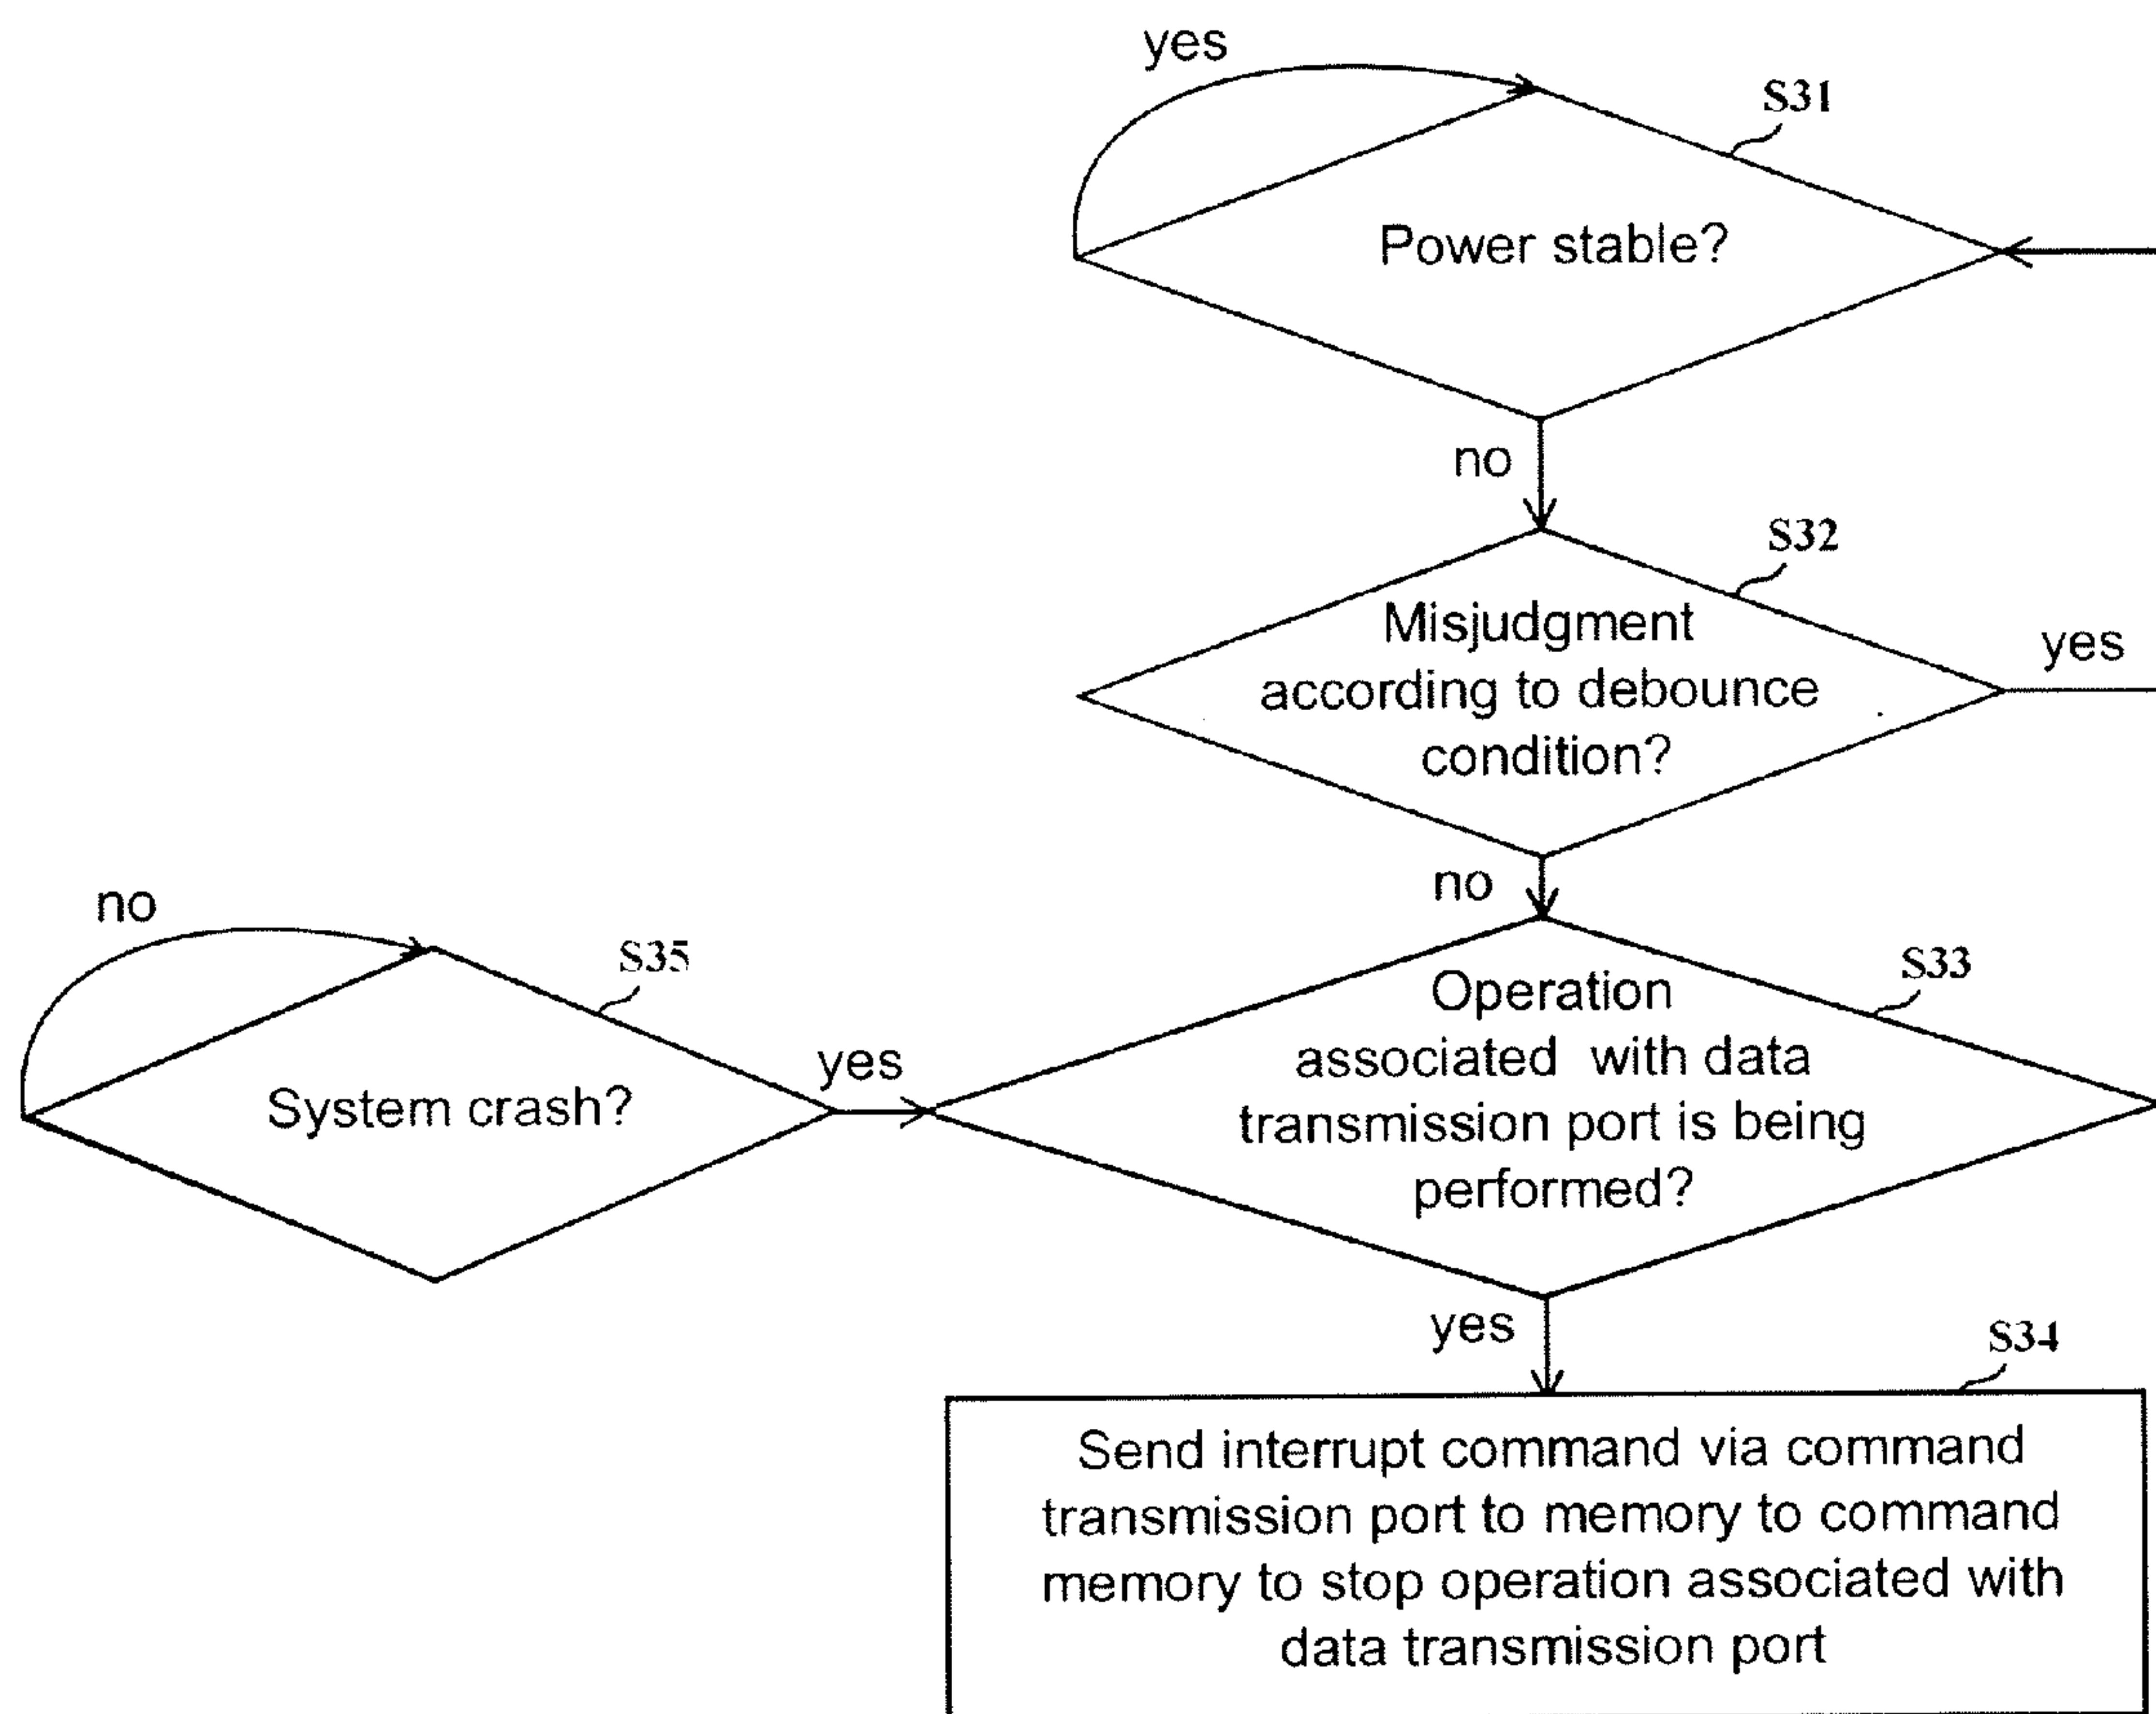 yes
S31
Power stable?
no
S32
Misjudgment
according to debounce
condition?
yes
no
no
S35
System crash?
yes
S33
Operation
associated with data
transmission port is being
performed?
yes
S34
Send interrupt command via command
transmission port to memory to command
memory to stop operation associated with
data transmission port